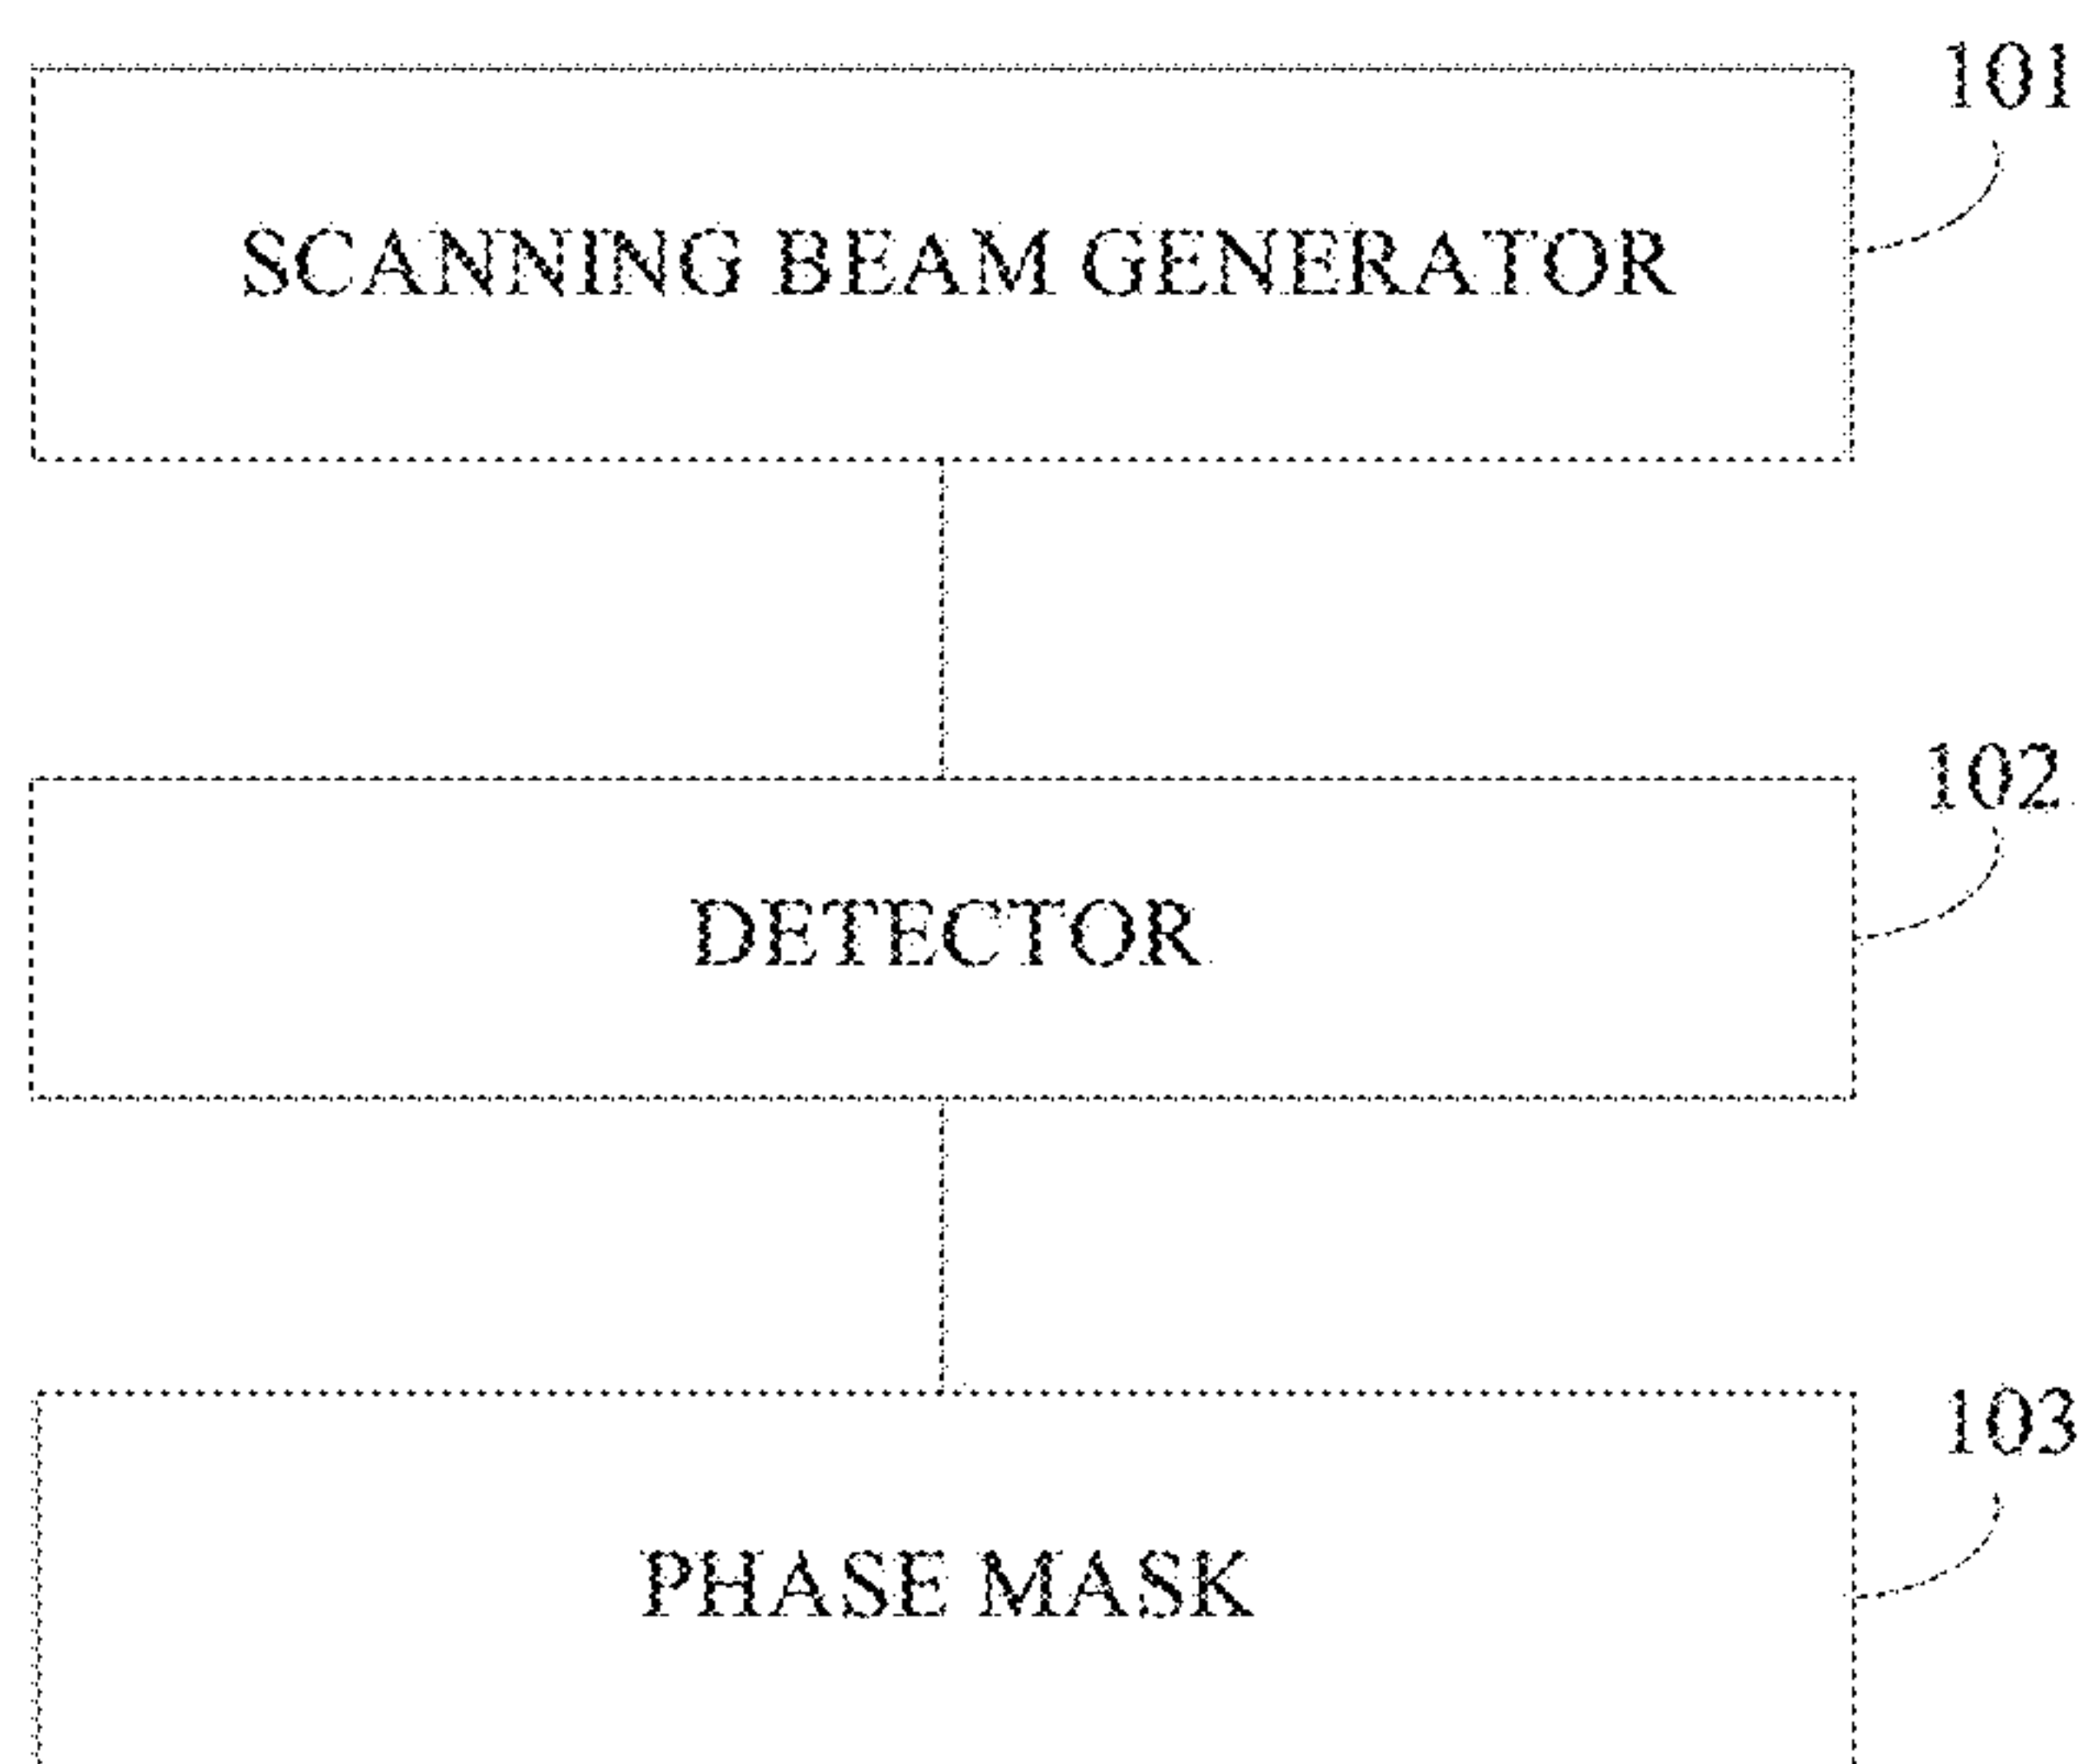 101
SCANNING BEAM GENERATOR
102
DETECTOR
103
PHASE MASK